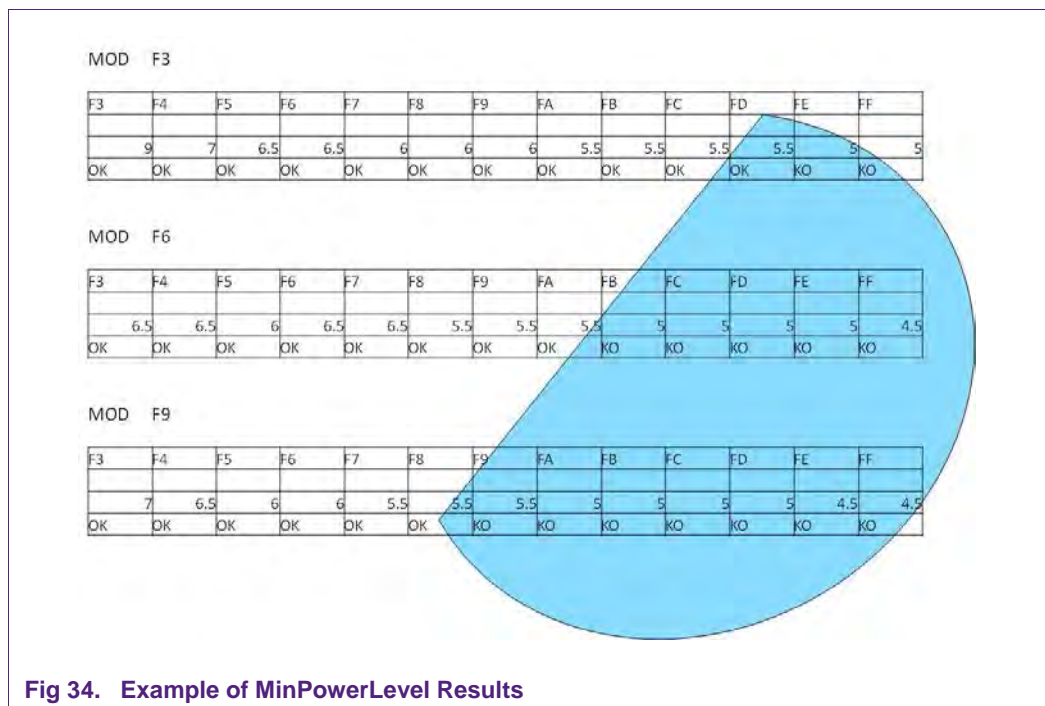 MOD F3
F3 F4 F5 F6 F7 F8 F9 FA FB FC FD FE FF
9 7 6.5 6.5 6 6 6 5.5 5.5 5.5 5.5 5 5
OK OK OK OK OK OK OK OK OK OK OK KO KO
MOD F6
F3 F4 F5 F6 F7 F8 F9 FA FB FC FD FE FF
6.5 6.5 6 6.5 6.5 5.5 5.5 5.5 5 5 5 5 4.5
OK OK OK OK OK OK OK OK KO KO KO KO KO
MOD F9
F3 F4 F5 F6 F7 F8 F9 FA FB FC FD FE FF
7 6.5 6 6 5.5 5.5 5.5 5 5 5 5 4.5 4.5
OK OK OK OK OK OK KO KO KO KO KO KO KO
Fig 34. Example of MinPowerLevel Results